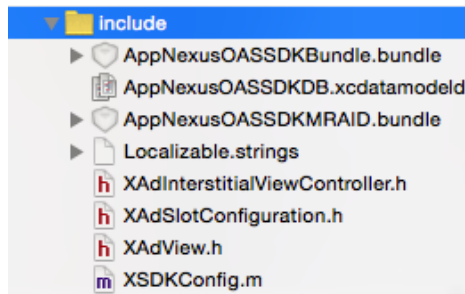 include
AppNexusOASSDKBundle.bundle
AppNexusOASSDKDB.xcdatamodeld
AppNexusOASSDKMRAID.bundle
Localizable.strings
h XAdInterstitialViewController.h
h XAdSlotConfiguration.h
h XAdView.h
m XSDKConfig.m